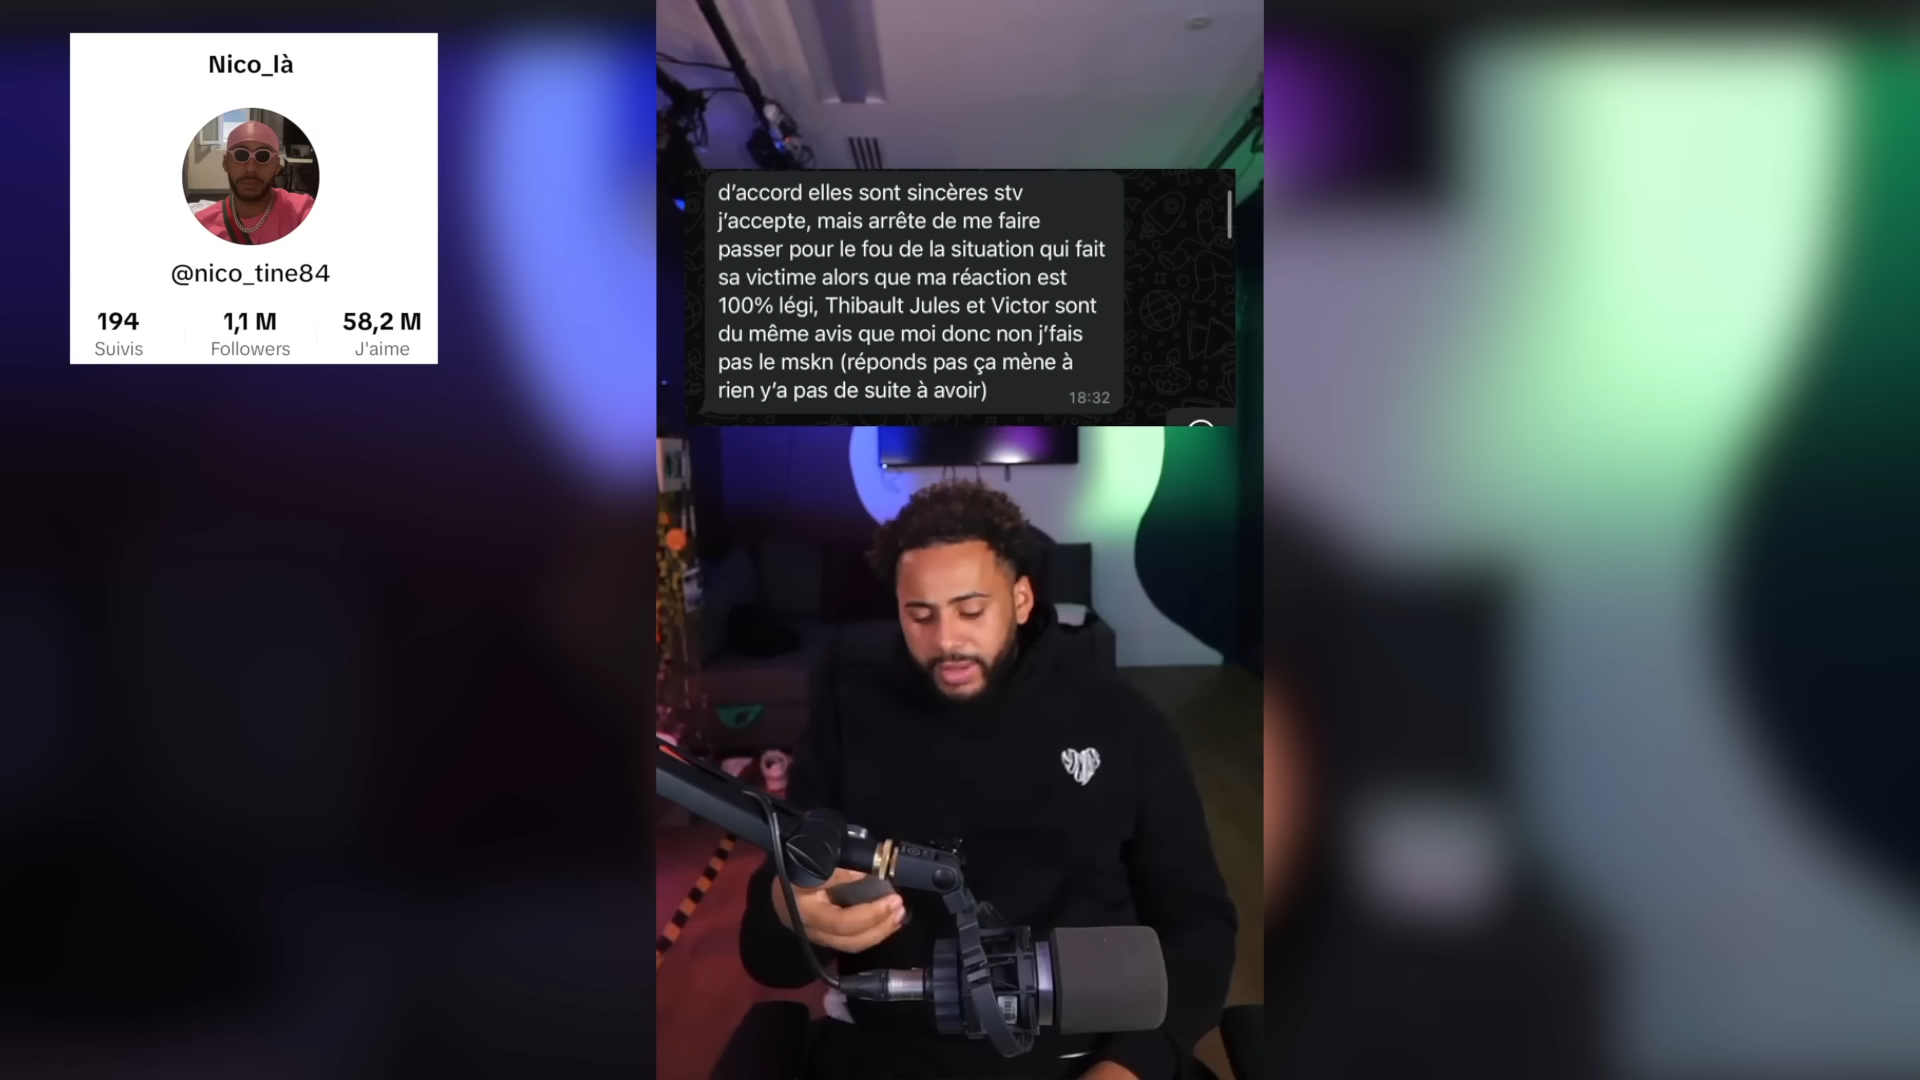 Nico_là
@nico_tine84
194
1,1 M
58,2 M
Suivis
Followers
J'aime
d'accord elles sont sincères stv
j'accepte, mais arrête de me faire
passer pour le fou de la situation qui fait
sa victime alors que ma réaction est
100% légi, Thibault Jules et Victor sont
du même avis que moi donc non j'fais
pas le mskn (réponds pas ça mène à
rien y'a pas de suite à avoir)
18:32